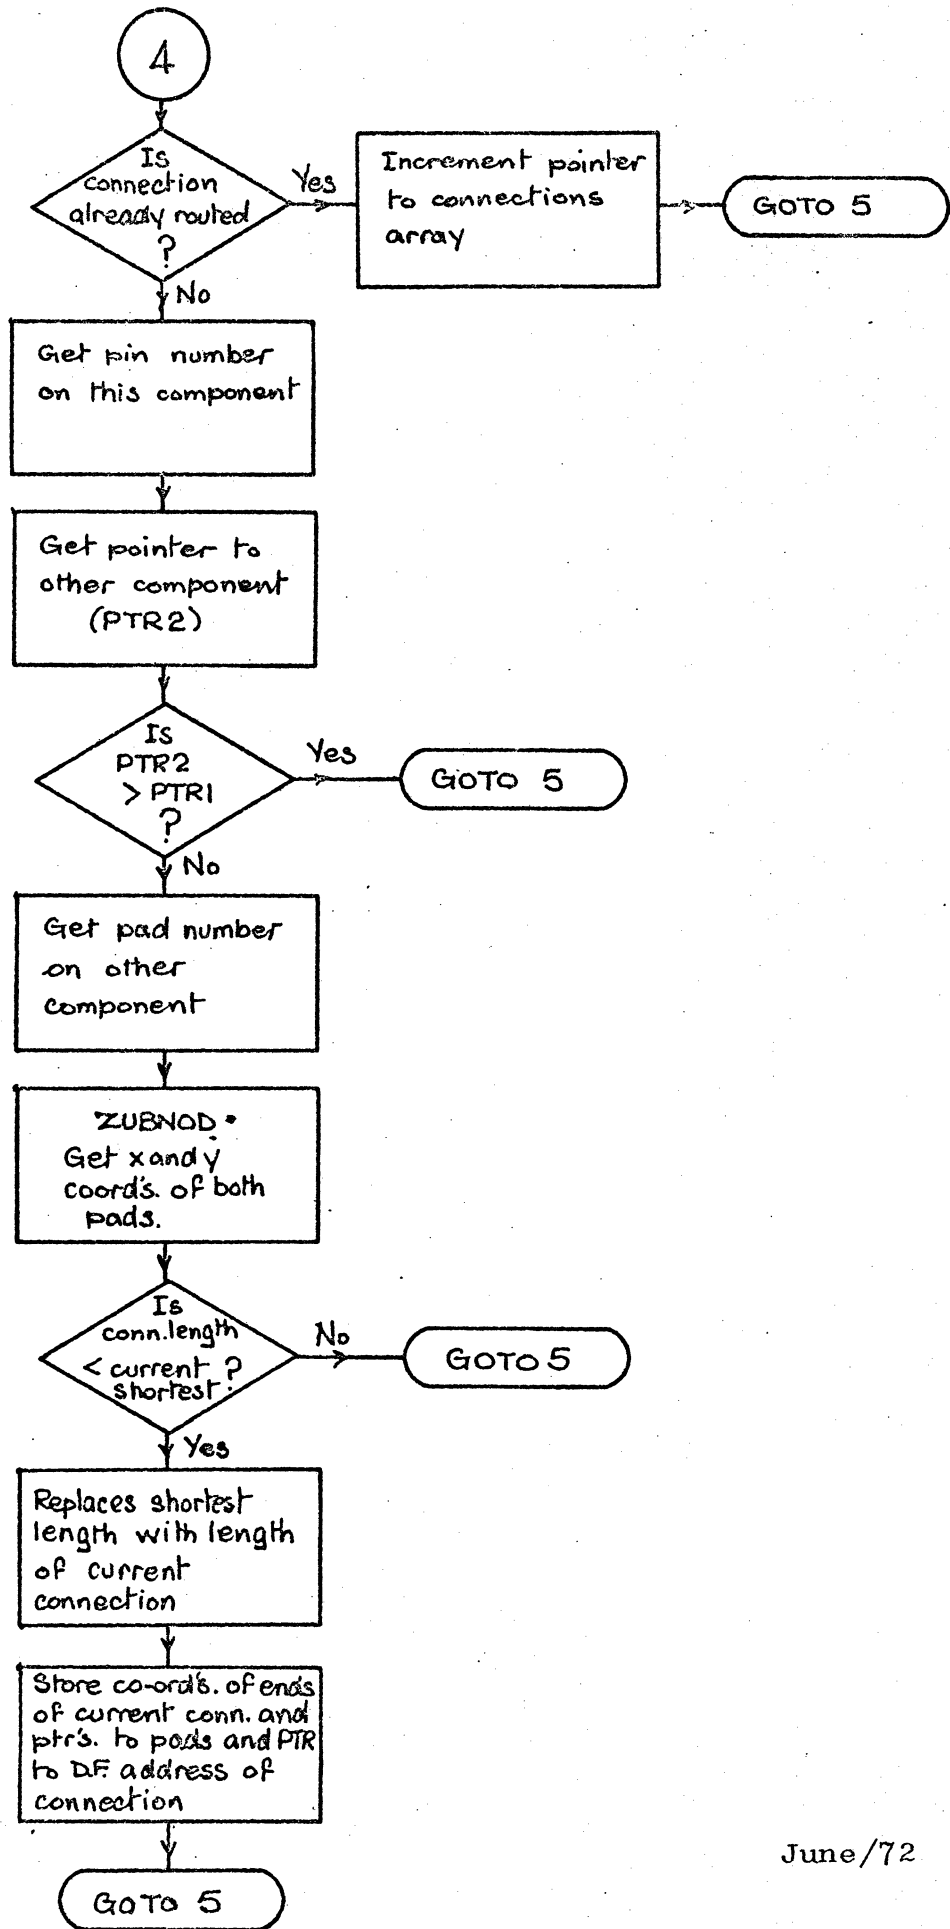 4
Is
connection
already routed
?
Yes
Increment pointer
to connections
array
GOTO 5
No
Get pin number
on this component
Get pointer to
other component
(PTR2)
Is
PTR2
> PTR1
?
Yes
GOTO 5
No
Get pad number
on other
component
ZUBNOD.
Get x and y
coord's. of both
pads.
Is
conn. length
< current ?
shortest
No
GOTO 5
Yes
Replaces shortest
length with length
of current
connection
Store co-ord's. of ends
of current conn. and
ptr's. to pads and PTR
to D.F. address of
connection
GOTO 5
June/72